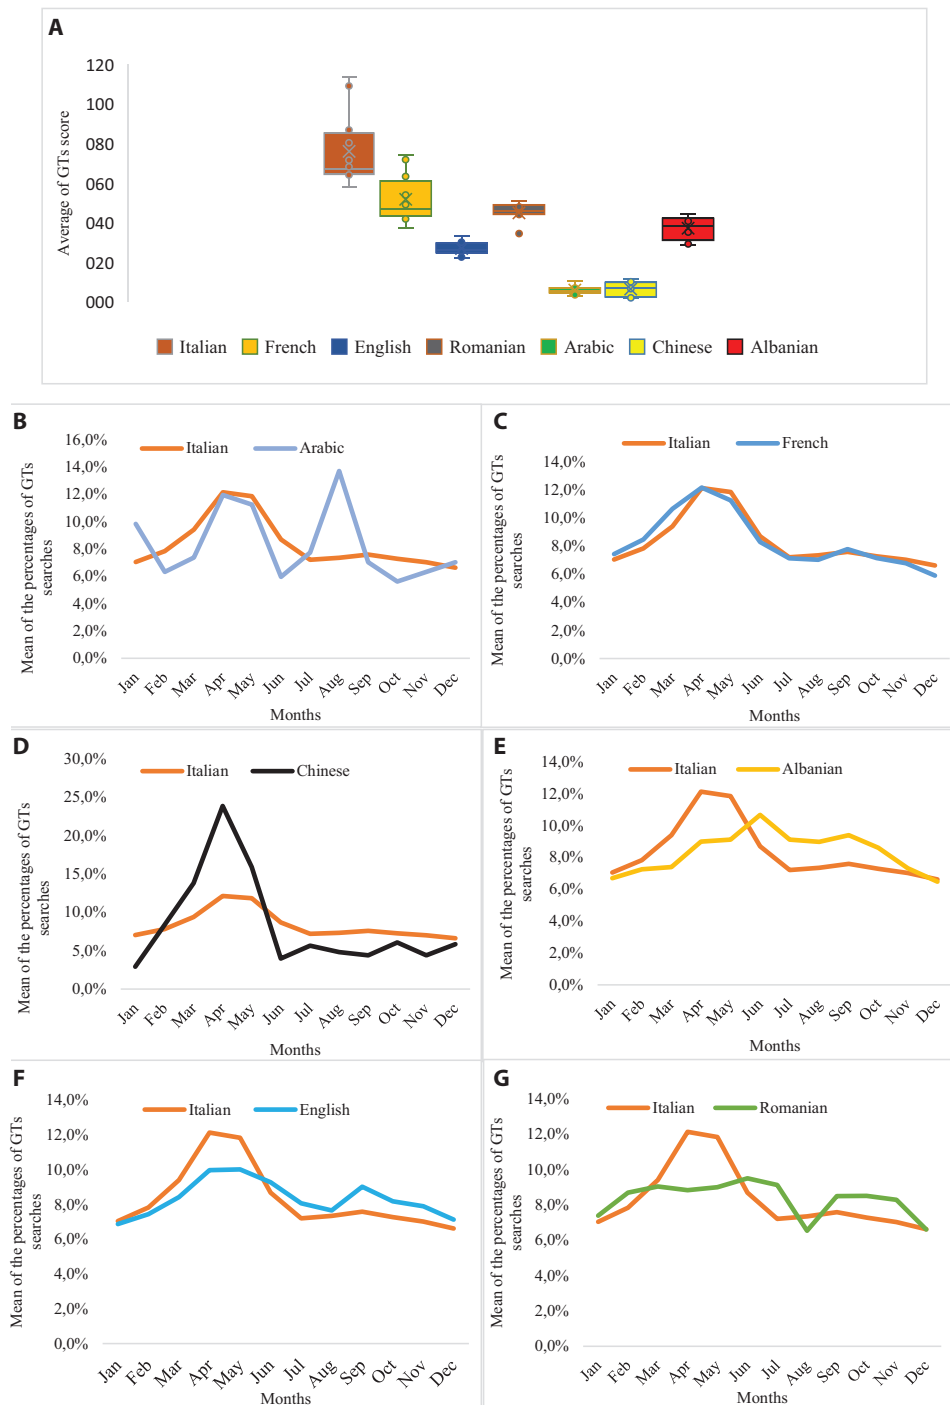 A
Average of GTs score
120
100
080
060
040
020
000
Italian French English Romanian Arabic Chinese Albanian
B
Mean of the percentages of GTs
searches
16,0%
14,0%
12,0%
10,0%
8,0%
6,0%
4,0%
2,0%
0,0%
Italian Arabic
Jan Feb Mar Apr May Jun Jul Aug Sep Oct Nov Dec
Months
C
Mean of the percentages of GTs
searches
14,0%
12,0%
10,0%
8,0%
6,0%
4,0%
2,0%
0,0%
Italian French
Jan Feb Mar Apr May Jun Jul Aug Sep Oct Nov Dec
Months
D
Mean of the percentages of GTs
searches
30,0%
25,0%
20,0%
15,0%
10,0%
5,0%
0,0%
Italian Chinese
Jan Feb Mar Apr May Jun Jul Aug Sep Oct Nov Dec
Months
E
Mean of the percentages of GTs
searches
14,0%
12,0%
10,0%
8,0%
6,0%
4,0%
2,0%
0,0%
Italian Albanian
Jan Feb Mar Apr May Jun Jul Aug Sep Oct Nov Dec
Months
F
Mean of the percentages of GTs
searches
14,0%
12,0%
10,0%
8,0%
6,0%
4,0%
2,0%
0,0%
Italian English
Jan Feb Mar Apr May Jun Jul Aug Sep Oct Nov Dec
Months
G
Mean of the percentages of GTs
searches
14,0%
12,0%
10,0%
8,0%
6,0%
4,0%
2,0%
0,0%
Italian Romanian
Jan Feb Mar Apr May Jun Jul Aug Sep Oct Nov Dec
Months